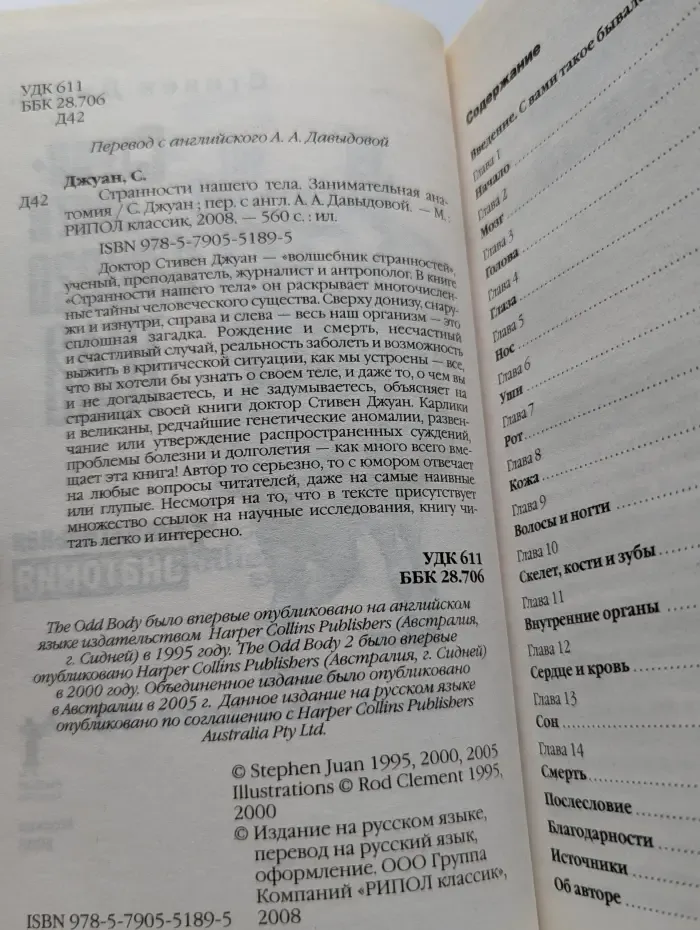 УДК 611
ББК 28.706
Д42
Перевод с английского А. А. Давыдовой
Джуан, С.
Д42 Странности нашего тела. Занимательная ана-
томия / С. Джуан ; пер. с англ. А. А. Давыдовой. — М. :
РИПОЛ классик, 2008. — 560 с. : ил.
ISBN 978-5-7905-5189-5
Доктор Стивен Джуан — «волшебник странностей»,
ученый, преподаватель, журналист и антрополог. В книге
«Странности нашего тела» он раскрывает многочислен-
ные тайны человеческого существа. Сверху донизу, снару-
жи и изнутри, справа и слева — весь наш организм — это
сплошная загадка. Рождение и смерть, несчастный
и счастливый случай, реальность заболеть и возможность
выжить в критической ситуации, как мы устроены — все,
что вы хотели бы узнать о своем теле, и даже то, о чем вы
и не догадываетесь, и не задумываетесь, объясняет на
страницах своей книги доктор Стивен Джуан. Карлики
и великаны, редчайшие генетические аномалии, развен-
чание или утверждение распространенных суждений,
проблемы болезни и долголетия — как много всего вме-
щает эта книга! Автор то серьезно, то с юмором отвечает
на любые вопросы читателей, даже на самые наивные
или глупые. Несмотря на то, что в тексте присутствует
множество ссылок на научные исследования, книгу чи-
тать легко и интересно.
УДК 611
ББК 28.706
The Odd Body было впервые опубликовано на английском
языке издательством Harper Collins Publishers (Австралия,
г. Сидней) в 1995 году. The Odd Body 2 было впервые
опубликовано Harper Collins Publishers (Австралия, г. Сидней)
в 2000 году. Объединенное издание было опубликовано
в Австралии в 2005 г. Данное издание на русском языке
опубликовано по соглашению с Harper Collins Publishers
Australia Pty Ltd.
© Stephen Juan 1995, 2000, 2005
Illustrations © Rod Clement 1995,
2000
© Издание на русском языке,
перевод на русский язык,
оформление. ООО Группа
Компаний «РИПОЛ классик»,
ISBN 978-5-7905-5189-5 2008
Содержание
Введение. С вами такое бывало
Глава 1
Начало
Глава 2
Мозг
Глава 3
Голова
Глава 4
Глаза
Глава 5
Нос
Глава 6
Уши
Глава 7
Рот
Глава 8
Кожа
Глава 9
Волосы и ногти
Глава 10
Скелет, кости и зубы
Глава 11
Внутренние органы
Глава 12
Сердце и кровь
Глава 13
Сон
Глава 14
Смерть
Послесловие
Благодарности
Источники
Об авторе